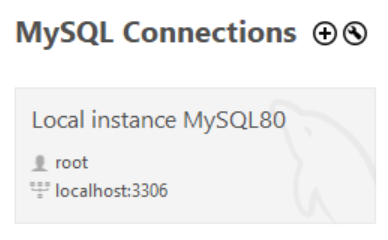 MySQL Connections
Local instance MySQL80
root
localhost:3306